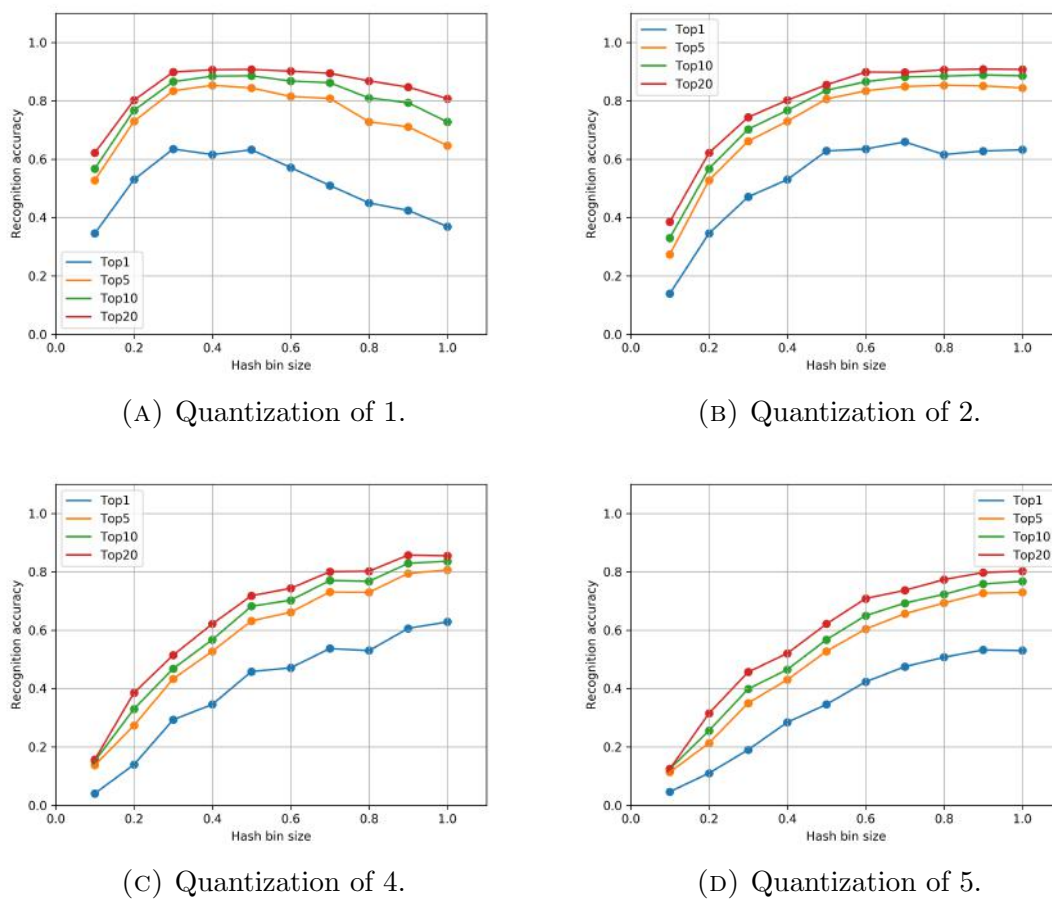 1.0
0.8
0.6
0.4
0.2
0.0
Recognition accuracy
Top1
Top5
Top10
Top20
0.0 0.2 0.4 0.6 0.8 1.0
Hash bin size
(A) Quantization of 1.
1.0
0.8
0.6
0.4
0.2
0.0
Recognition accuracy
Top1
Top5
Top10
Top20
0.0 0.2 0.4 0.6 0.8 1.0
Hash bin size
(B) Quantization of 2.
1.0
0.8
0.6
0.4
0.2
0.0
Recognition accuracy
Top1
Top5
Top10
Top20
0.0 0.2 0.4 0.6 0.8 1.0
Hash bin size
(C) Quantization of 4.
1.0
0.8
0.6
0.4
0.2
0.0
Recognition accuracy
Top1
Top5
Top10
Top20
0.0 0.2 0.4 0.6 0.8 1.0
Hash bin size
(D) Quantization of 5.